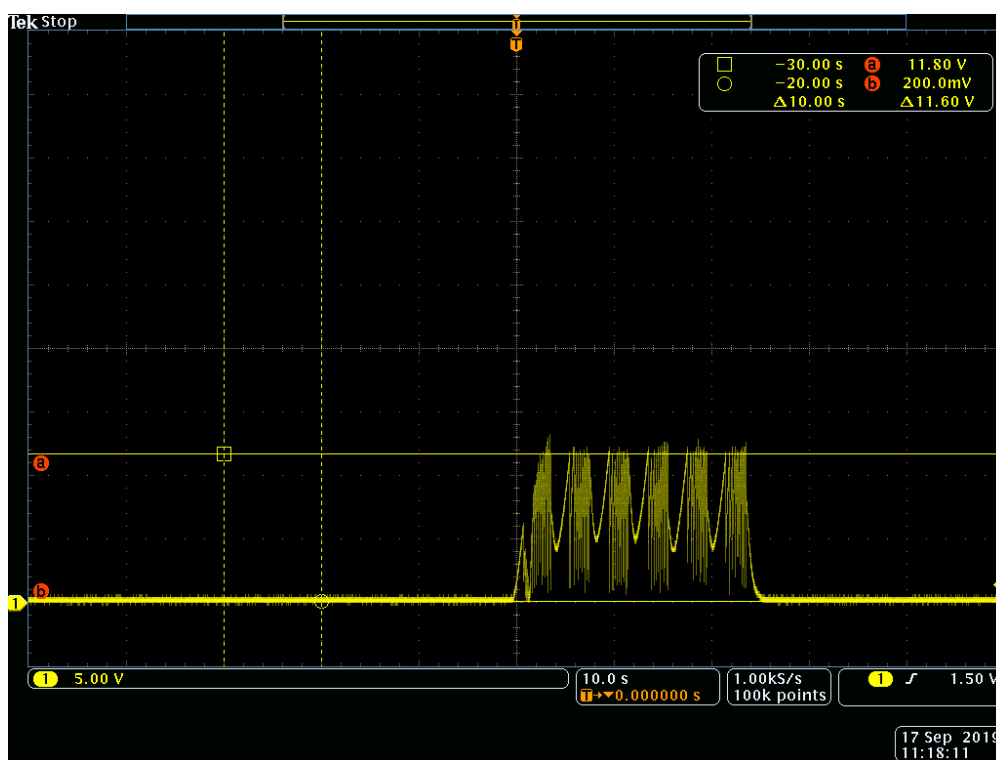 Tek Stop
T
T
−30.00 s a 11.80 V
−20.00 s b 200.0mV
Δ10.00 s Δ11.60 V
a
b
1
1 5.00 V
10.0 s
T→▼0.000000 s
1.00kS/s
100k points
1 ƒ 1.50 V
17 Sep 2019
11:18:11